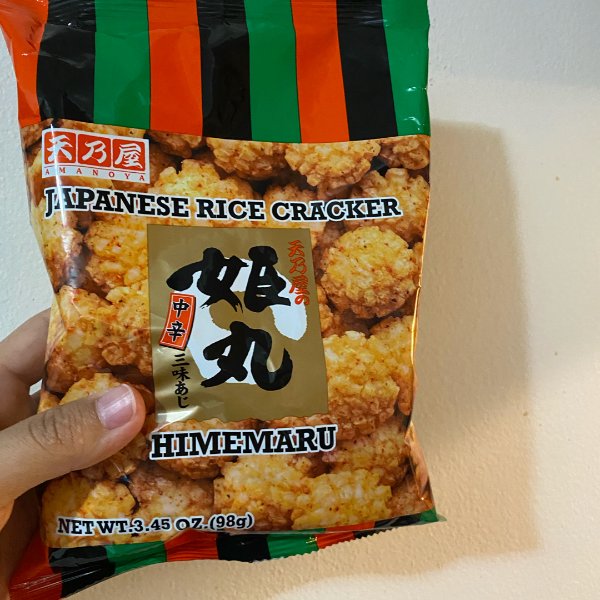 天乃屋
AMANOYA
JAPANESE RICE CRACKER
天乃屋の
姫丸
中辛
三味あじ
HIMEMARU
NET WT.3.45 OZ.(98g)